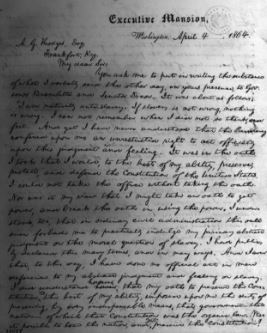 Executive Mansion,
Washington, April 4, 1864.
A. G. Hodges, Esq
Frankfort, Ky.
My dear Sir:
You ask me to put in writing the substance
of what I verbally said the other day, in your presence, to Gov.
Bramlette and Senator Dixon. It was about as follows:
"I am naturally anti-slavery. If slavery is not wrong, nothing
is wrong. I can not remember when I did not so think, and
feel. And yet I have never understood that the Presidency
conferred upon me an unrestricted right to act officially
upon this judgment and feeling. It was in the oath
I took that I would, to the best of my ability, preserve,
protect, and defend the Constitution of the United States.
I could not take the office without taking the oath.
Nor was it my view that I might take an oath to get
power, and break the oath in using the power. I under-
stood, too, that in ordinary civil administration this oath
even forbade me to practically indulge my primary abstract
judgment on the moral question of slavery. I had publicly
declared this many times, and in many ways. And I aver
that, to this day, I have done no official act in mere
deference to my abstract judgment and feeling on slavery.
I did understand however, that my oath to preserve the Con-
stitution to the best of my ability, imposed upon me the duty of
preserving, by every indispensable means, that government—
that nation—of which that Constitution was the organic law. Was
it possible to lose the nation, and yet preserve the Constitution?